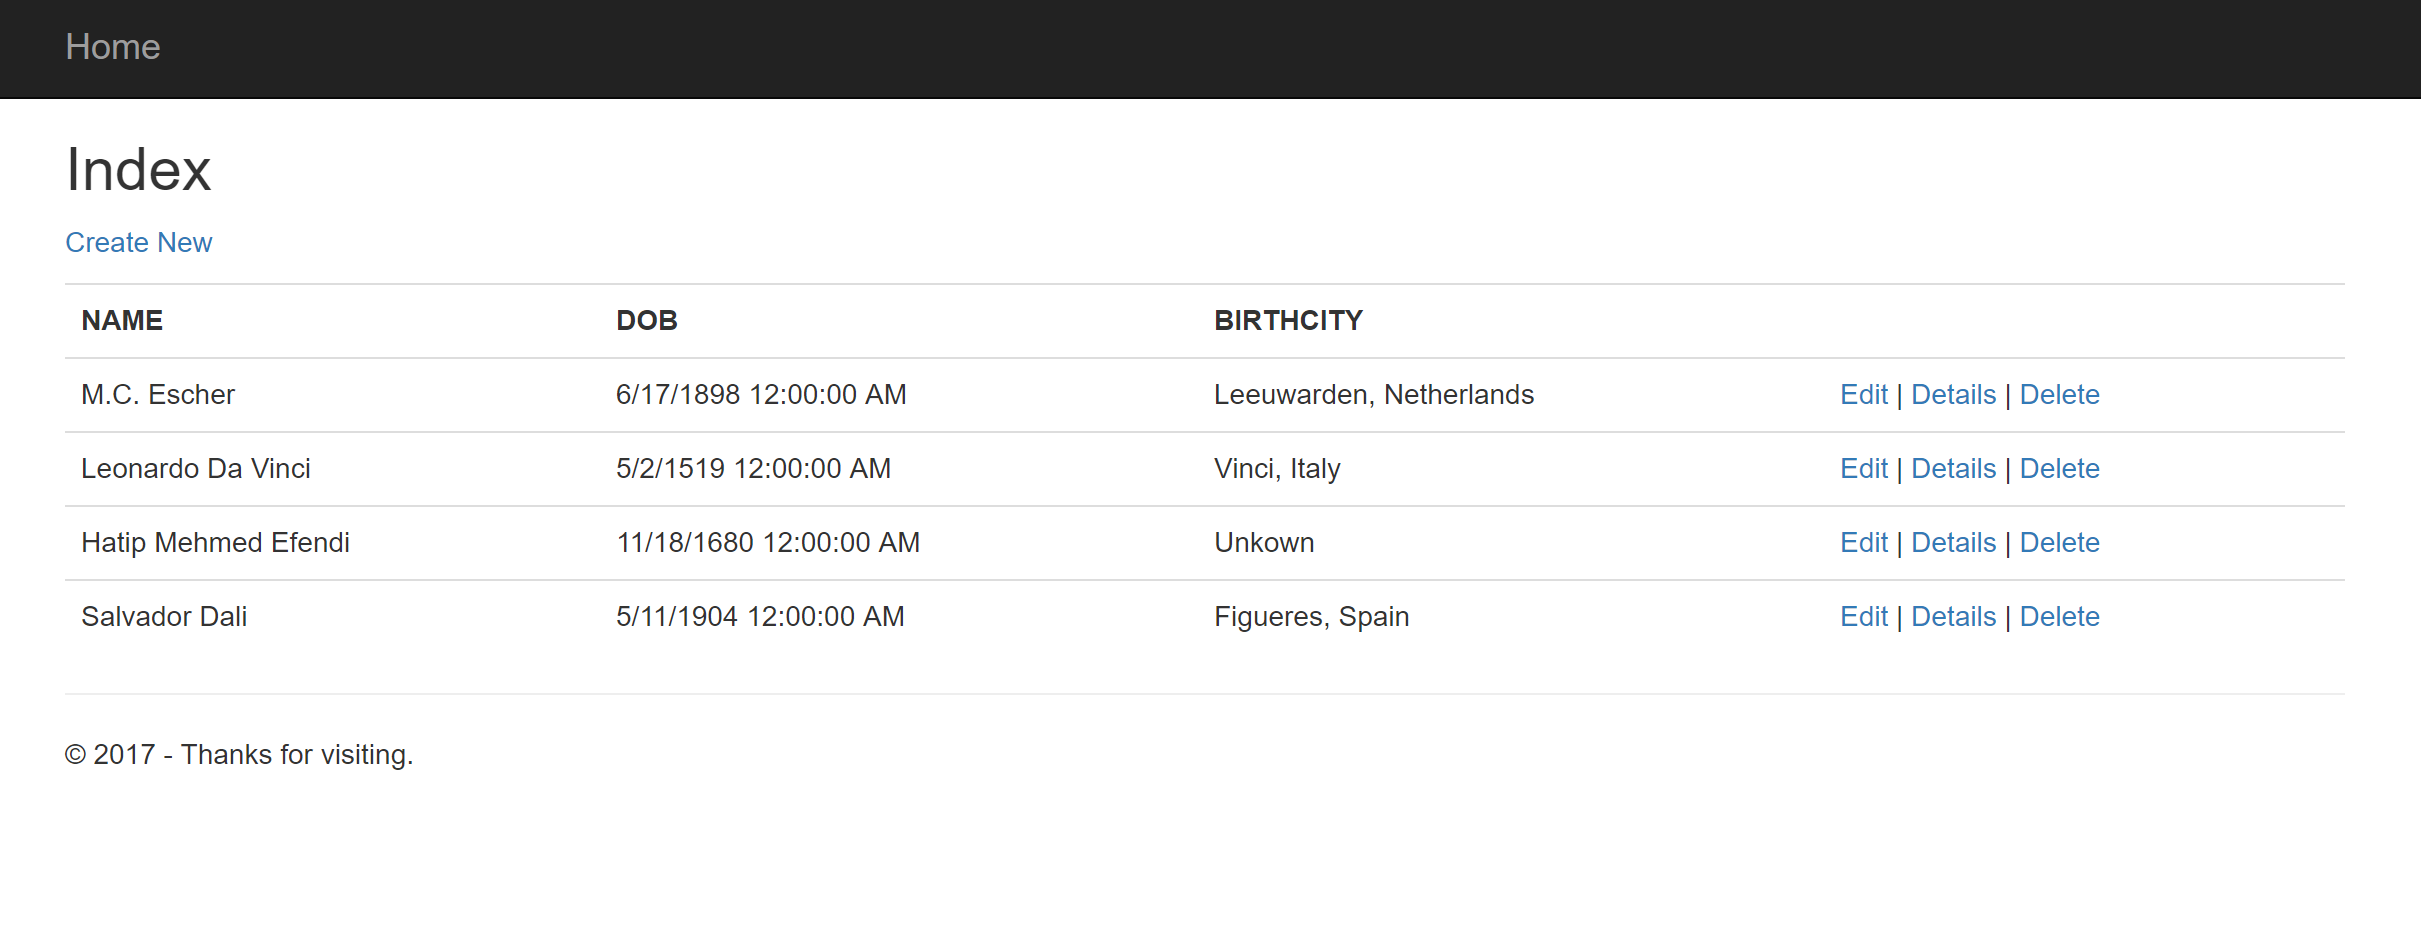 Home
Index
Create New
NAME DOB BIRTHCITY
M.C. Escher 6/17/1898 12:00:00 AM Leeuwarden, Netherlands Edit | Details | Delete
Leonardo Da Vinci 5/2/1519 12:00:00 AM Vinci, Italy Edit | Details | Delete
Hatip Mehmed Efendi 11/18/1680 12:00:00 AM Unkown Edit | Details | Delete
Salvador Dali 5/11/1904 12:00:00 AM Figueres, Spain Edit | Details | Delete
© 2017 - Thanks for visiting.